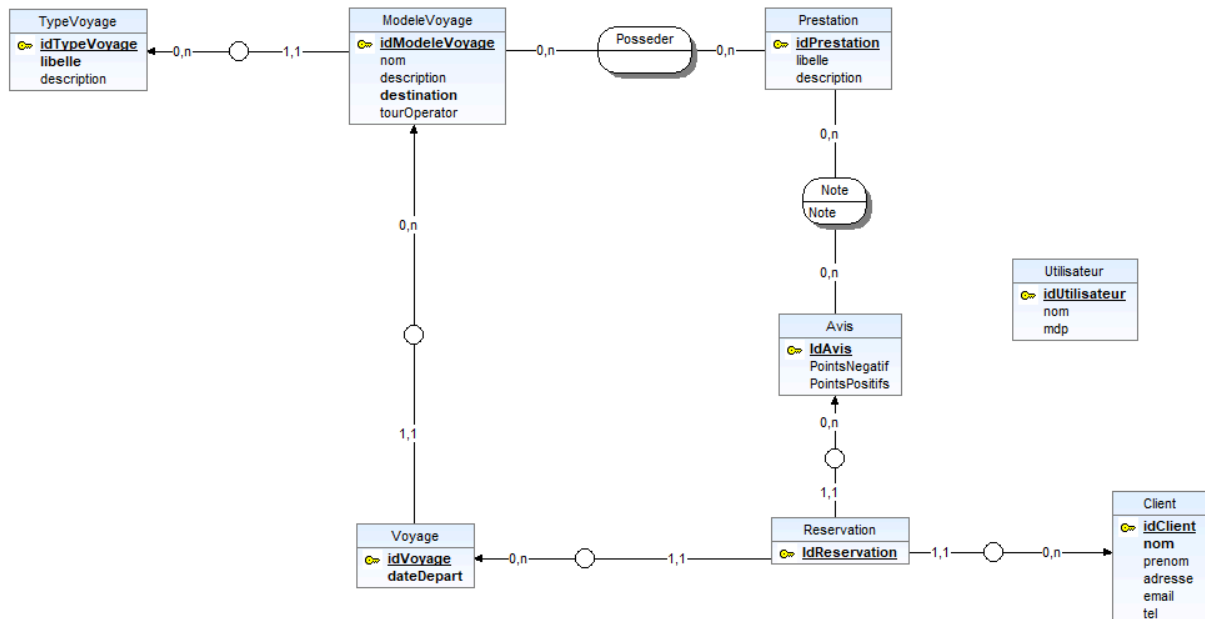 TypeVoyage
idTypeVoyage
libelle
description
0,n
1,1
ModeleVoyage
idModeleVoyage
nom
description
destination
tourOperator
0,n
Posseder
0,n
Prestation
idPrestation
libelle
description
0,n
Note
Note
0,n
0,n
1,1
Avis
IdAvis
PointsNegatif
PointsPositifs
0,n
1,1
Utilisateur
idUtilisateur
nom
mdp
Voyage
idVoyage
dateDepart
0,n
1,1
Reservation
IdReservation
1,1
0,n
Client
idClient
nom
prenom
adresse
email
tel